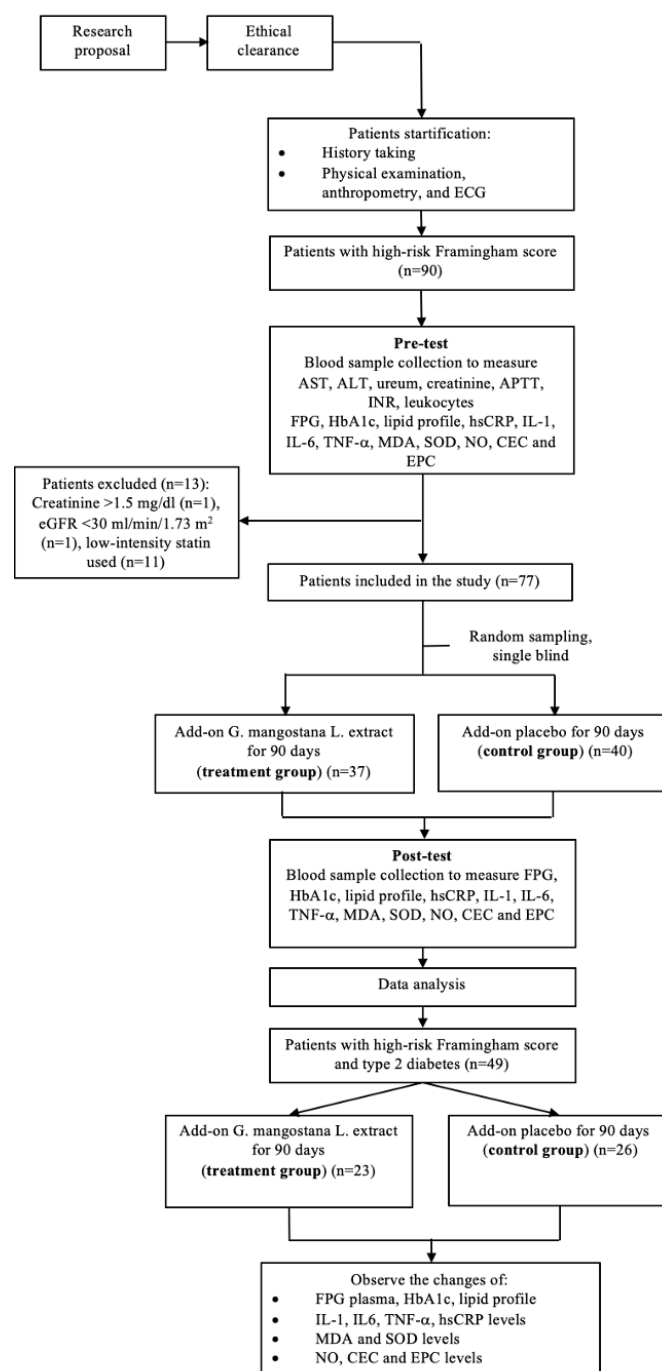 Research
proposal
Ethical
clearance
Patients startification:
• History taking
• Physical examination,
anthropometry, and ECG
Patients with high-risk Framingham score
(n=90)
Pre-test
Blood sample collection to measure
AST, ALT, ureum, creatinine, APTT,
INR, leukocytes
FPG, HbA1c, lipid profile, hsCRP, IL-1,
IL-6, TNF-α, MDA, SOD, NO, CEC and
EPC
Patients excluded (n=13):
Creatinine >1.5 mg/dl (n=1),
eGFR <30 ml/min/1.73 m²
(n=1), low-intensity statin
used (n=11)
Patients included in the study (n=77)
Random sampling,
single blind
Add-on G. mangostana L. extract
for 90 days
(treatment group) (n=37)
Add-on placebo for 90 days
(control group) (n=40)
Post-test
Blood sample collection to measure FPG,
HbA1c, lipid profile, hsCRP, IL-1, IL-6,
TNF-α, MDA, SOD, NO, CEC and EPC
Data analysis
Patients with high-risk Framingham score
and type 2 diabetes (n=49)
Add-on G. mangostana L. extract
for 90 days
(treatment group) (n=23)
Add-on placebo for 90 days
(control group) (n=26)
Observe the changes of:
• FPG plasma, HbA1c, lipid profile
• IL-1, IL6, TNF-α, hsCRP levels
• MDA and SOD levels
• NO, CEC and EPC levels